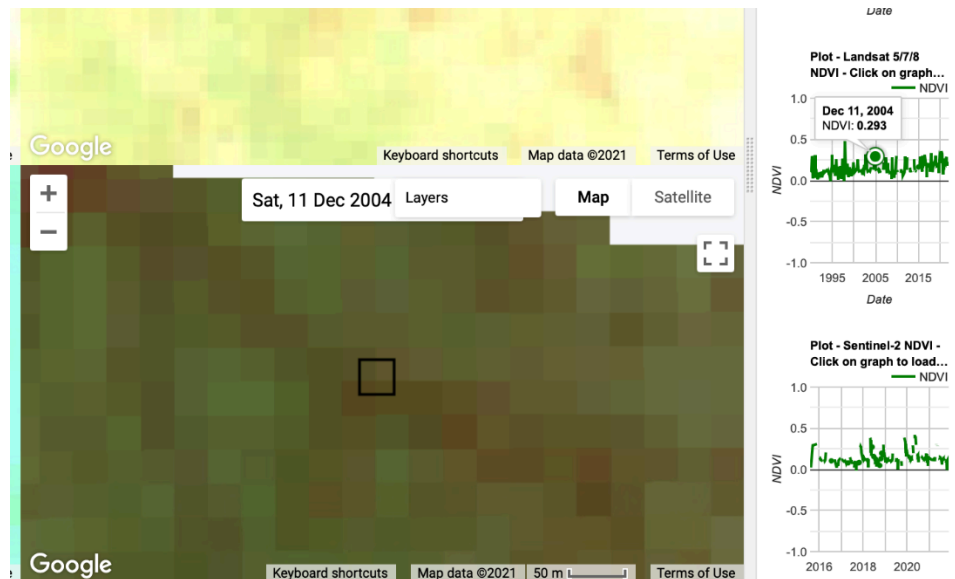 Google
Keyboard shortcuts Map data ©2021 Terms of Use
+
−
Sat, 11 Dec 2004
Layers
Map Satellite
Google
Keyboard shortcuts Map data ©2021 50 m Terms of Use
Date
Plot - Landsat 5/7/8
NDVI - Click on graph...
NDVI
1.0
Dec 11, 2004
NDVI: 0.293
0.5
0.0
-0.5
-1.0
NDVI
1995 2005 2015
Date
Plot - Sentinel-2 NDVI -
Click on graph to load...
NDVI
1.0
0.5
0.0
-0.5
-1.0
NDVI
2016 2018 2020